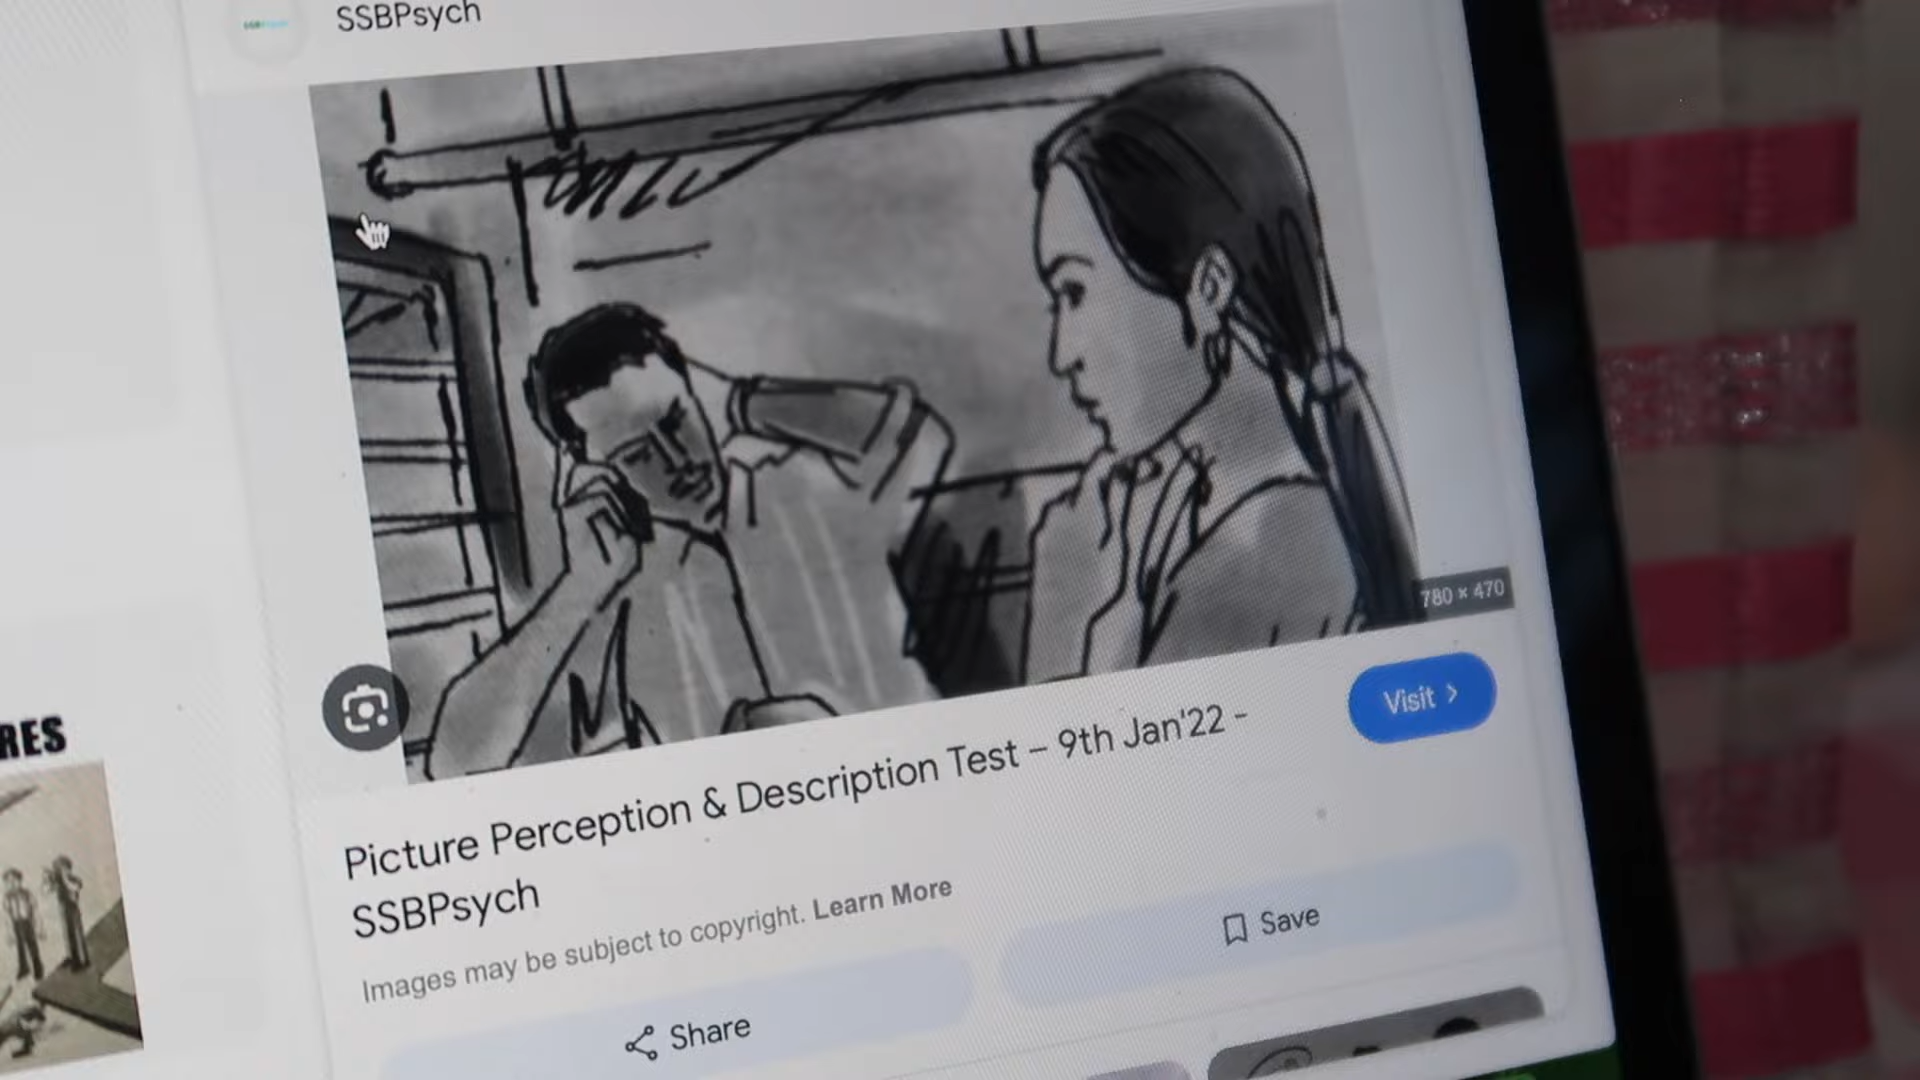 SSBPsych
780 × 470
Visit
Picture Perception & Description Test – 9th Jan'22 -
SSBPsych
Images may be subject to copyright. Learn More
Share
Save
RES